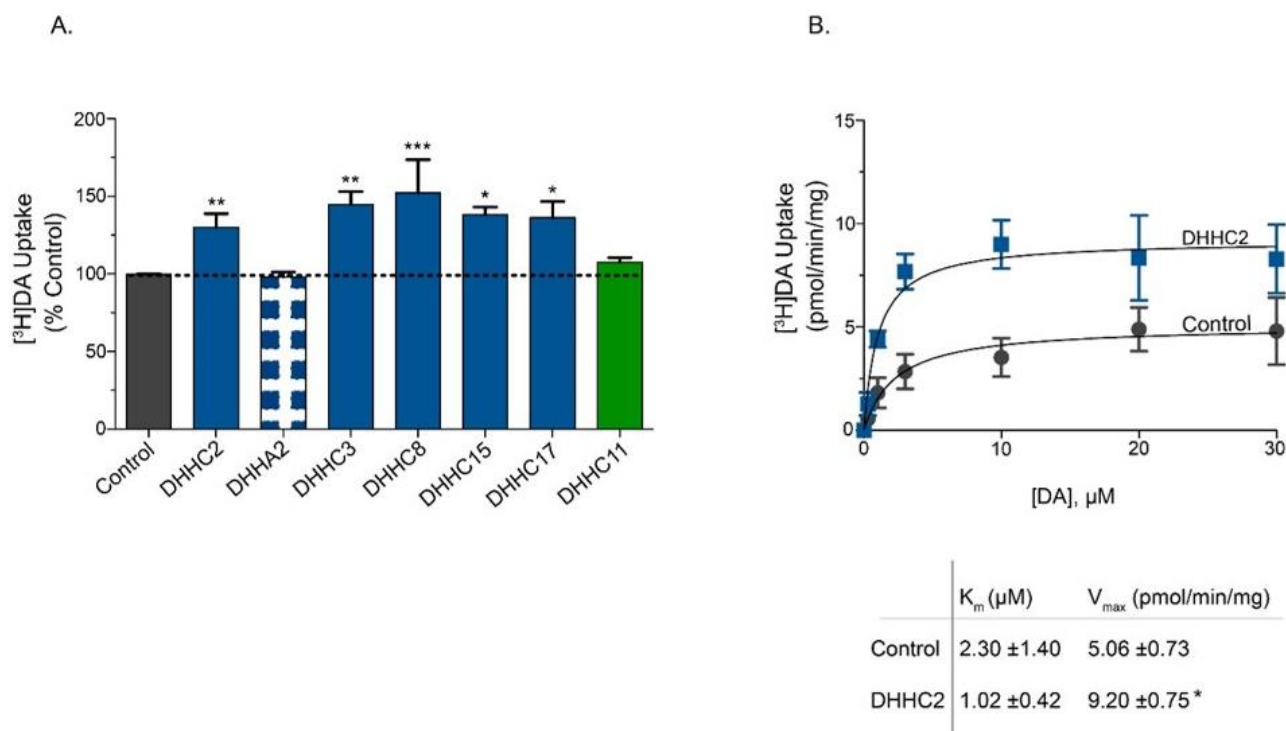 A.
[³H]DA Uptake
(% Control)
200
150
100
50
0
**
**
***
*
*
Control
DHHC2
DHHA2
DHHC3
DHHC8
DHHC15
DHHC17
DHHC11
B.
[³H]DA Uptake
(pmol/min/mg)
15
10
5
0
DHHC2
Control
0 10 20 30
[DA], µM
Kₘ (µM) Vₘₐₓ (pmol/min/mg)
Control 2.30 ±1.40 5.06 ±0.73
DHHC2 1.02 ±0.42 9.20 ±0.75 *